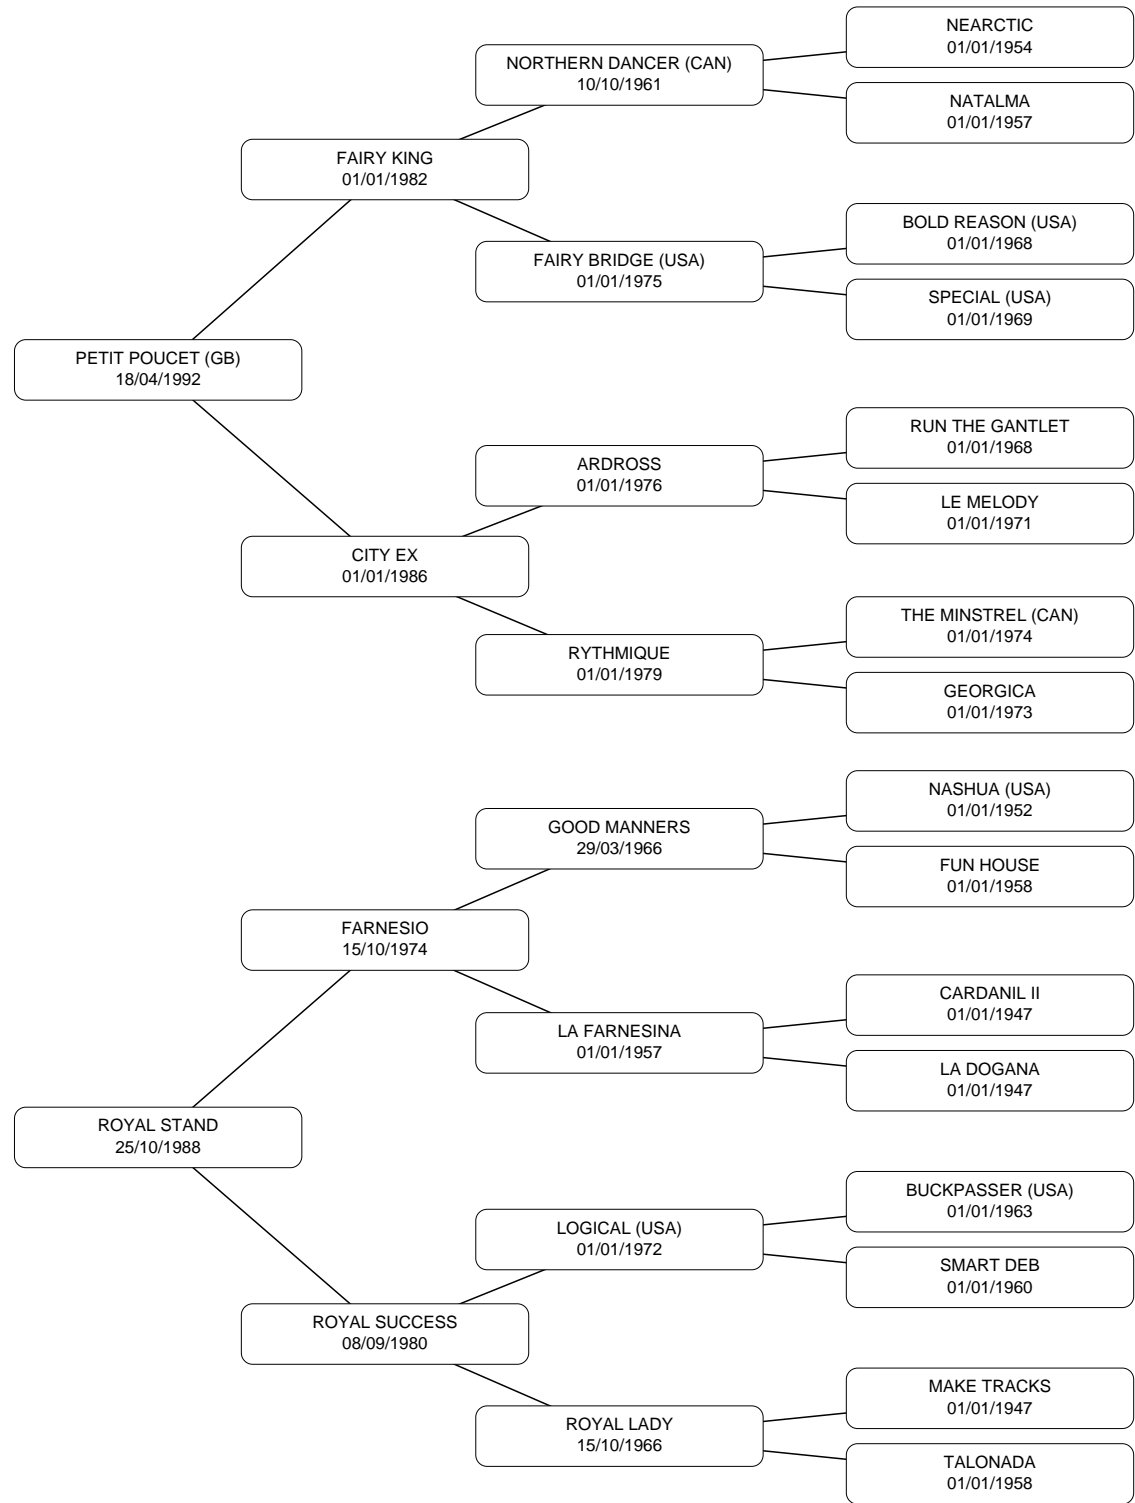 NEARCTIC
01/01/1954
NORTHERN DANCER (CAN)
10/10/1961
NATALMA
01/01/1957
FAIRY KING
01/01/1982
BOLD REASON (USA)
01/01/1968
FAIRY BRIDGE (USA)
01/01/1975
SPECIAL (USA)
01/01/1969
PETIT POUCET (GB)
18/04/1992
RUN THE GANTLET
01/01/1968
ARDROSS
01/01/1976
LE MELODY
01/01/1971
CITY EX
01/01/1986
THE MINSTREL (CAN)
01/01/1974
RYTHMIQUE
01/01/1979
GEORGICA
01/01/1973
NASHUA (USA)
01/01/1952
GOOD MANNERS
29/03/1966
FUN HOUSE
01/01/1958
FARNESIO
15/10/1974
CARDANIL II
01/01/1947
LA FARNESINA
01/01/1957
LA DOGANA
01/01/1947
ROYAL STAND
25/10/1988
BUCKPASSER (USA)
01/01/1963
LOGICAL (USA)
01/01/1972
SMART DEB
01/01/1960
ROYAL SUCCESS
08/09/1980
MAKE TRACKS
01/01/1947
ROYAL LADY
15/10/1966
TALONADA
01/01/1958